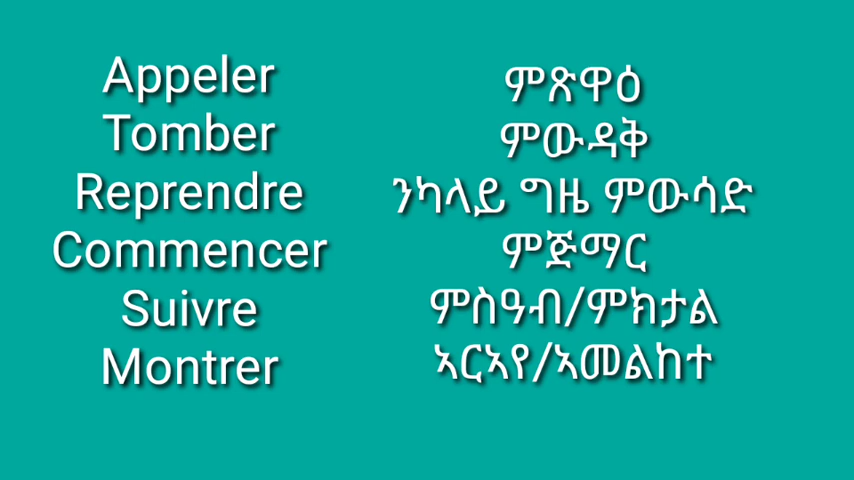 Appeler
Tomber
Reprendre
Commencer
Suivre
Montrer
ምጽዋዕ
ምውዳቅ
ንካላይ ግዜ ምውሳድ
ምጅማር
ምስዓብ/ምክታል
ኣርኣየ/ኣመልከተ